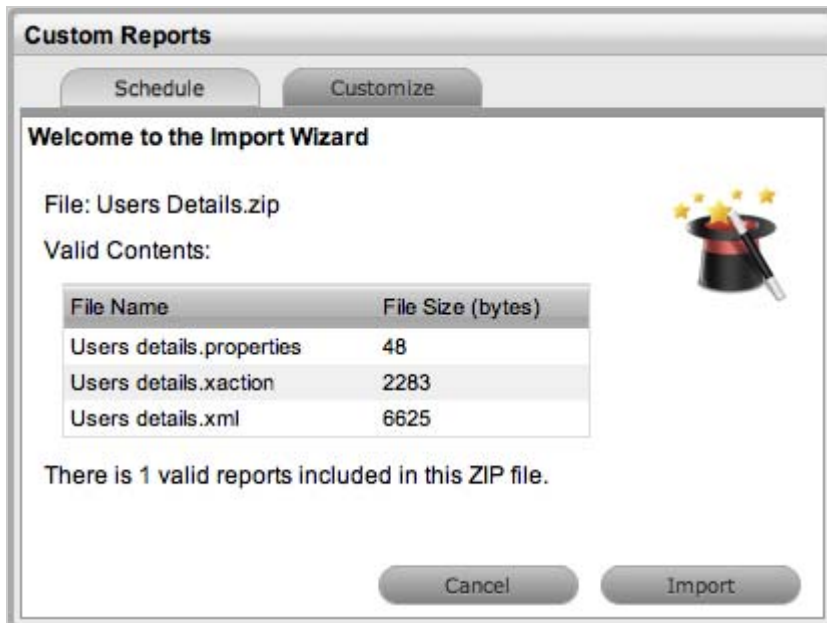 Custom Reports
Schedule Customize
Welcome to the Import Wizard
File: Users Details.zip
Valid Contents:
File Name File Size (bytes)
Users details.properties 48
Users details.xaction 2283
Users details.xml 6625
There is 1 valid reports included in this ZIP file.
Cancel Import